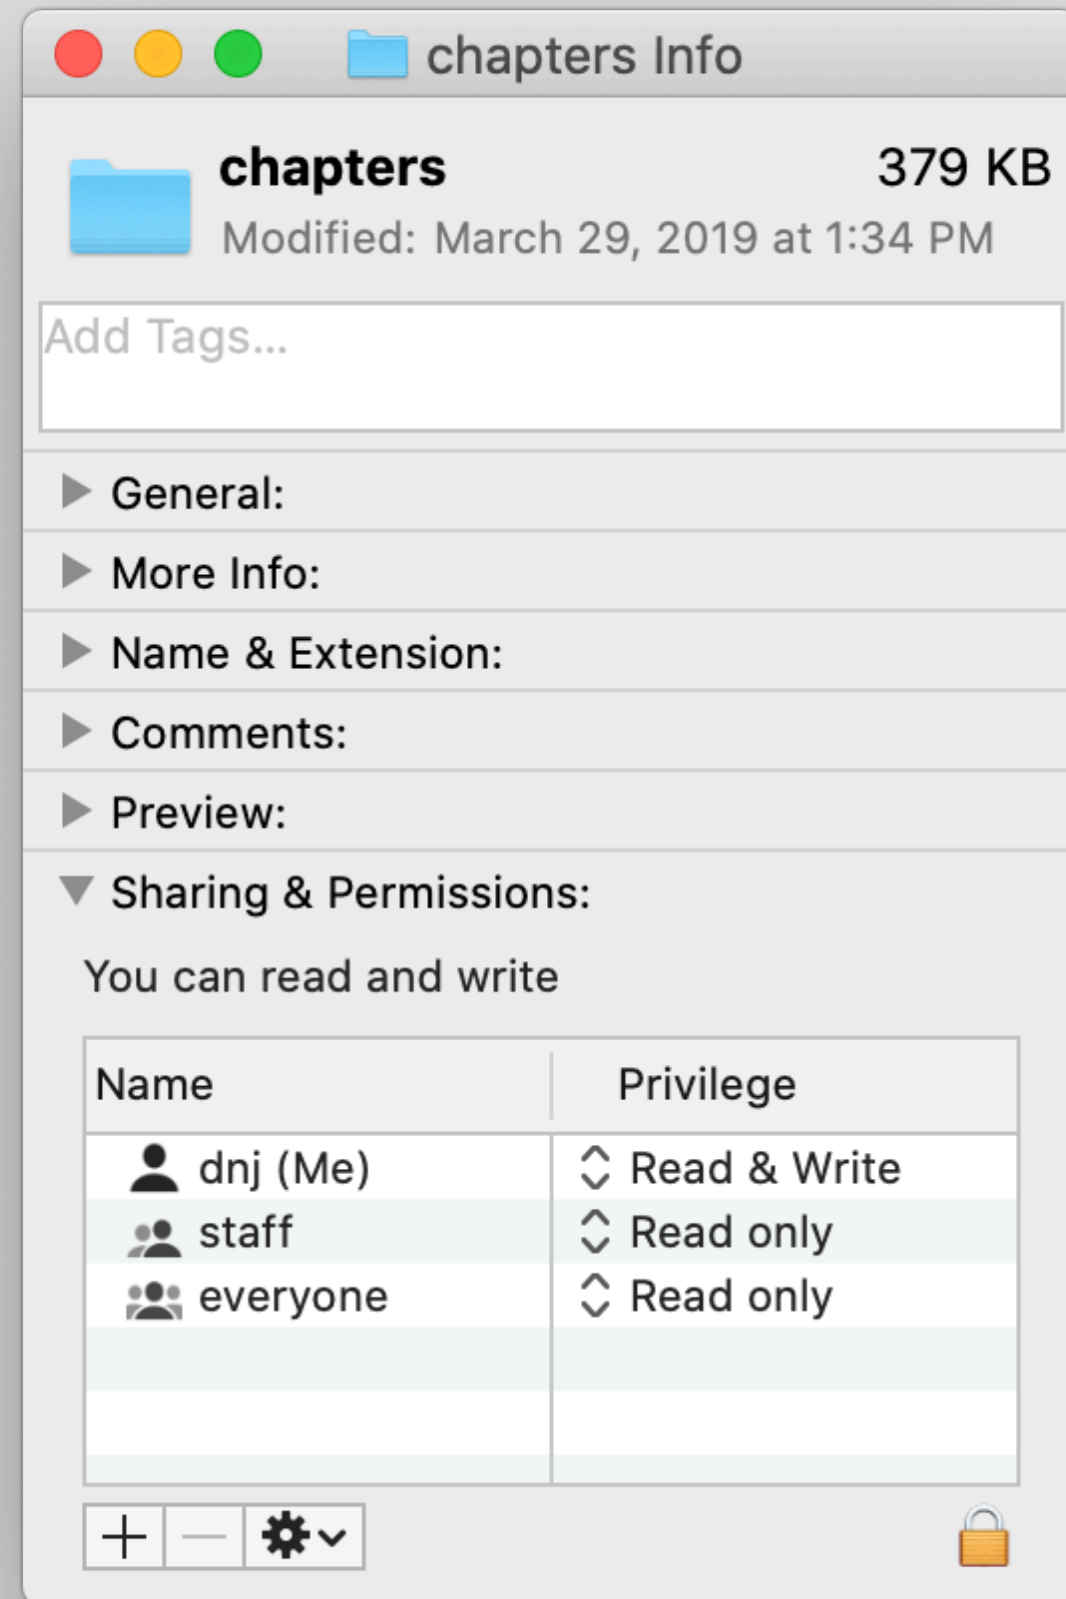 chapters Info
chapters 379 KB
Modified: March 29, 2019 at 1:34 PM
Add Tags...
General:
More Info:
Name & Extension:
Comments:
Preview:
Sharing & Permissions:
You can read and write
Name Privilege
dnj (Me) Read & Write
staff Read only
everyone Read only